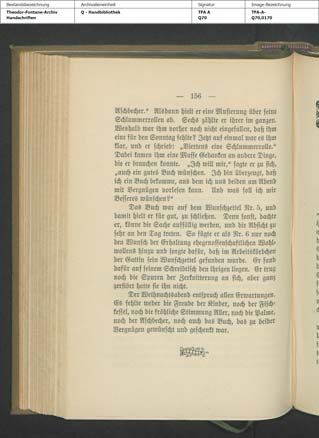 Bestandsbezeichnung
Archivalieneinheit
Signatur
Image-Bezeichnung
Theodor-Fontane-Archiv
Handschriften
Q - Handbibliothek
TFA A
Q70
TFA-A-
Q70,0170
— 156 —
Aschbecher.“ Alsdann hielt er eine Musterung über seine
Schlummerrollen ab. Sechs zählte er ihrer im ganzen.
Weshalb war ihm vorher noch nicht eingefallen, daß ihm
eine für den Sonntag fehlte? Jetzt auf einmal war es ihm
klar, und er schrieb: „Viertens eine Schlummerrolle.“
Dabei kamen ihm eine Masse Gedanken an andere Dinge,
die er brauchen konnte. „Ich will mir,“ sagte er zu sich,
„auch ein gutes Buch wünschen. Ich bin überzeugt, daß
ich ein Buch bekomme, aus dem ich uns beiden am Abend
mit Vergnügen vorlesen kann. Und was soll ich mir
Besseres wünschen?“
Das Buch war auf dem Wunschzettel Nr. 5, und
damit hielt er für gut, zu schließen. Denn sonst, dachte
er, könnte die Sache auffällig werden, und die Absicht zu
sehr an den Tag treten. So fügte er als Nr. 6 nur noch
den Wunsch der Erhaltung ehegenossenschaftlichen Wohl-
wollens hinzu und sorgte dafür, daß im Arbeitskörbchen
der Gattin sein Wunschzettel gefunden wurde. Er fand
dafür auf seinem Schreibtisch den ihrigen liegen. Er trug
noch die Spuren der Zerknitterung an sich, aber ganz
zerstört hatte sie ihn nicht.
Der Weihnachtsabend entsprach allen Erwartungen.
Es fehlte weder die Freude der Kinder, noch der Fisch-
kessel, noch die fröhliche Stimmung Aller, noch die Palme,
noch der Aschbecher, noch auch das Buch, das zu beider
Vergnügen gewünscht und geschenkt war.